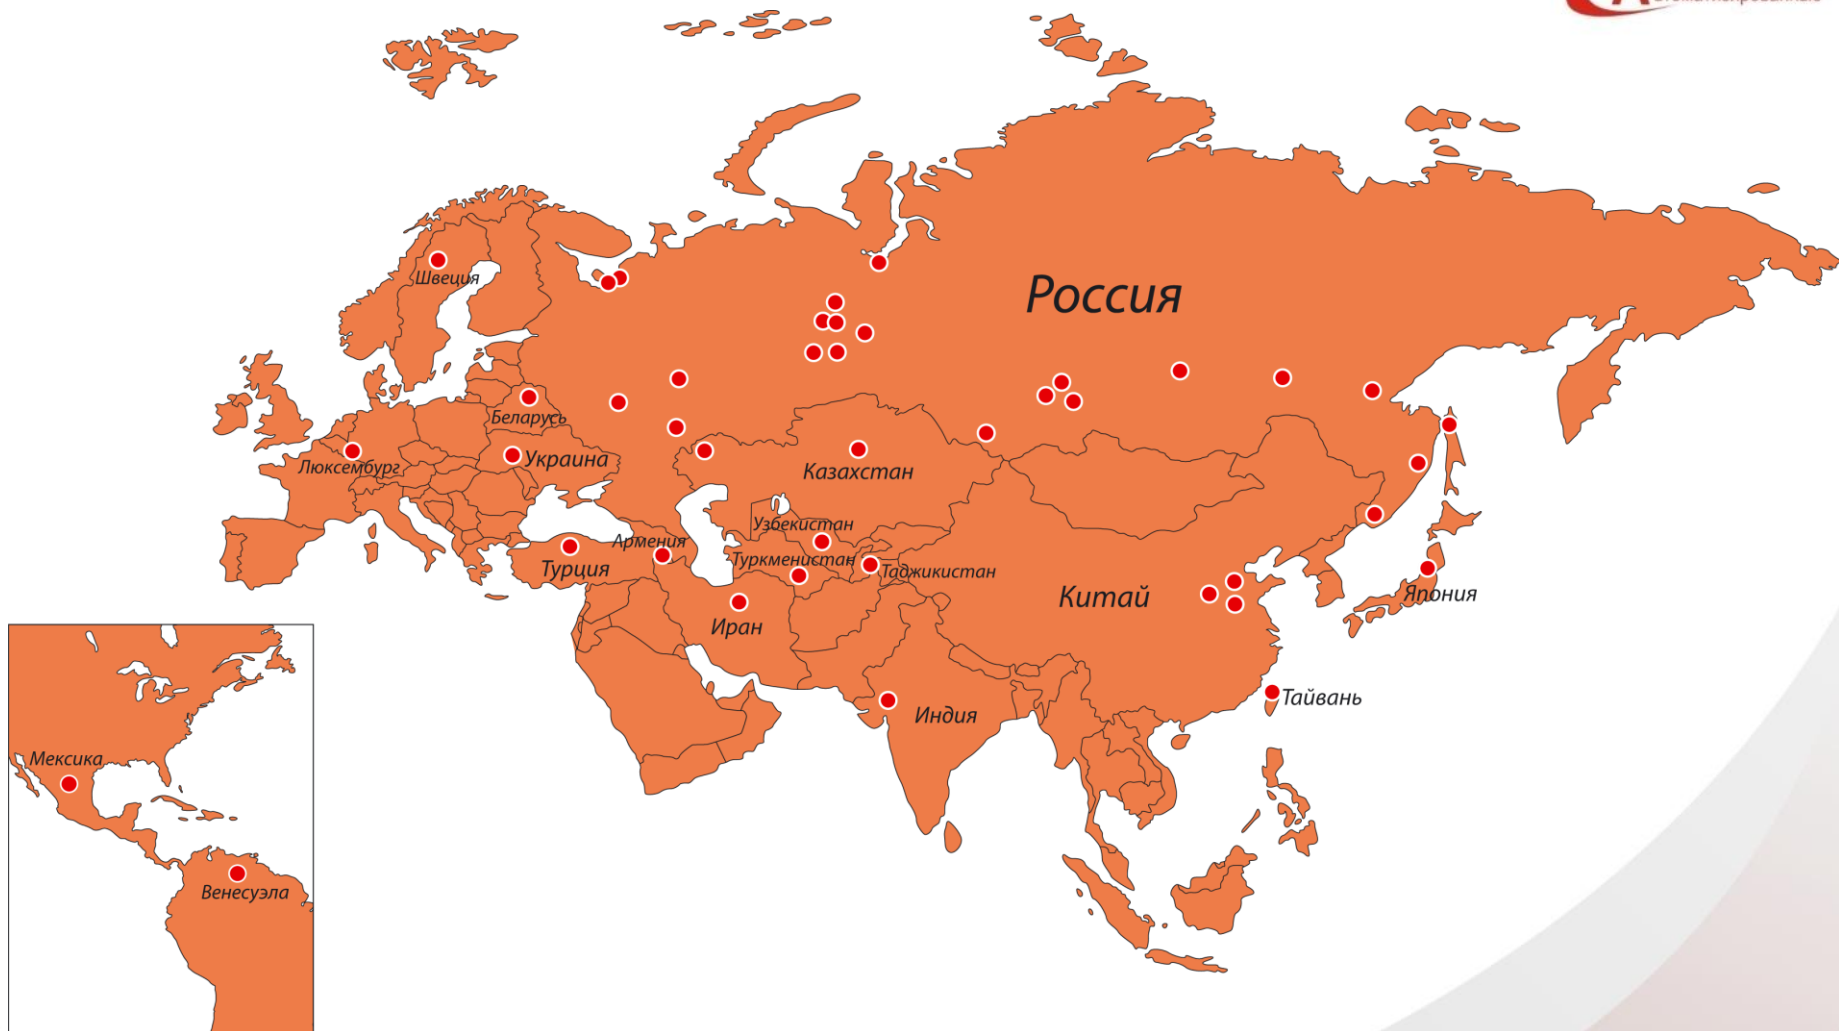 Россия
Швеция
Беларусь
Люксембург
Украина
Казахстан
Узбекистан
Армения
Туркменистан
Турция
Таджикистан
Китай
Япония
Иран
Тайвань
Индия
Мексика
Венесуэла